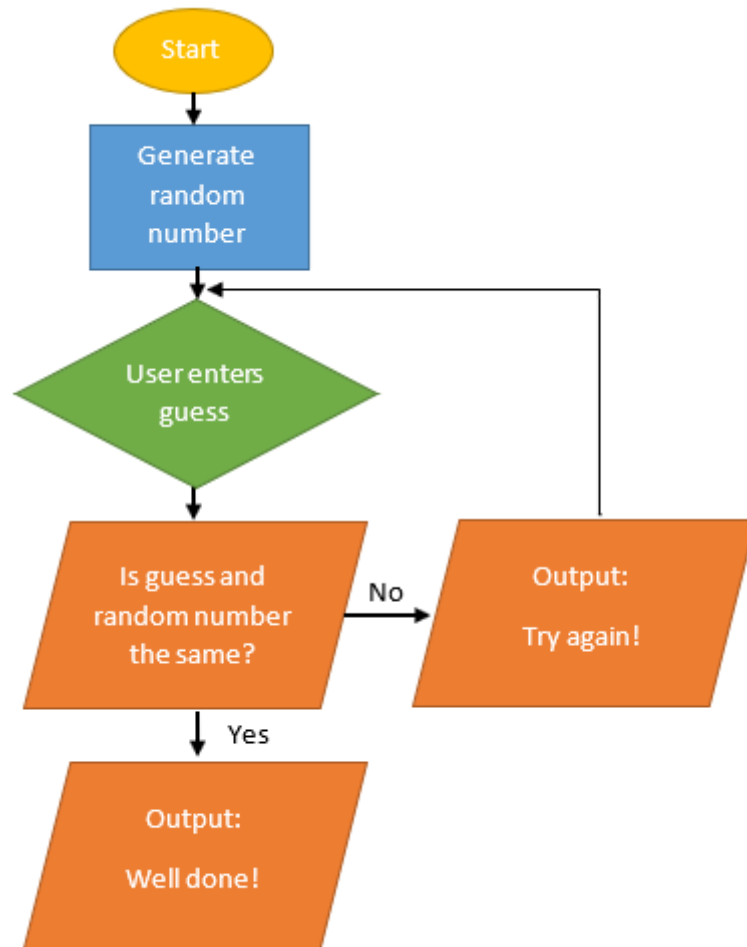 Start
Generate
random
number
User enters
guess
Is guess and
random number
the same?
No
Output:
Try again!
Yes
Output:
Well done!